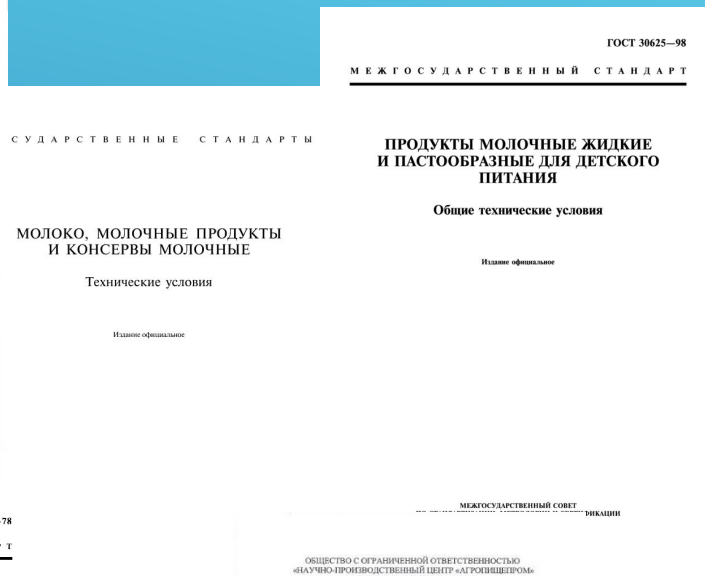 ГОСТ 30625—98
МЕЖГОСУДАРСТВЕННЫЙ СТАНДАРТ
ПРОДУКТЫ МОЛОЧНЫЕ ЖИДКИЕ
И ПАСТООБРАЗНЫЕ ДЛЯ ДЕТСКОГО
ПИТАНИЯ
Общие технические условия
Издание официальное
МЕЖГОСУДАРСТВЕННЫЙ СОВЕТ
СУДАРСТВЕННЫЕ СТАНДАРТЫ
МОЛОКО, МОЛОЧНЫЕ ПРОДУКТЫ
И КОНСЕРВЫ МОЛОЧНЫЕ
Технические условия
Издание официальное
-78
Р Т
ОБЩЕСТВО С ОГРАНИЧЕННОЙ ОТВЕТСТВЕННОСТЬЮ
«НАУЧНО-ПРОИЗВОДСТВЕННЫЙ ЦЕНТР «АГРОПИЩЕПРОМ»